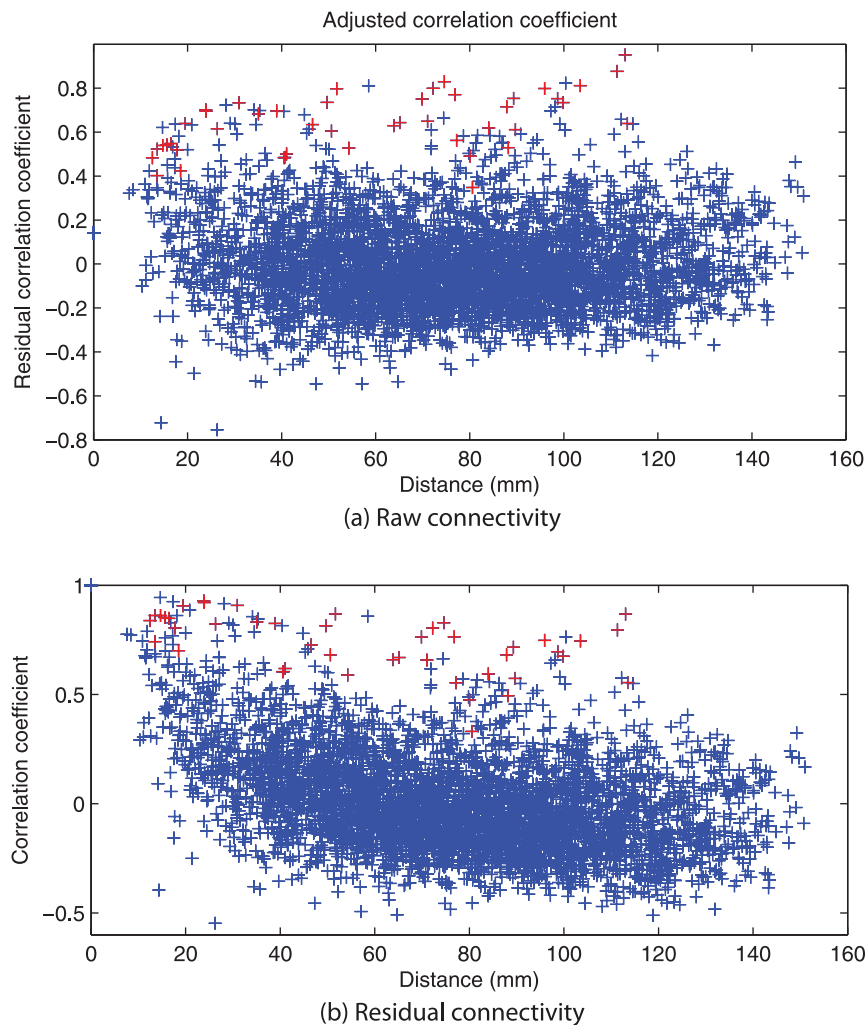 Adjusted correlation coefficient
0.8
0.6
0.4
0.2
0
−0.2
−0.4
−0.6
−0.8
Residual correlation coefficient
0 20 40 60 80 100 120 140 160
Distance (mm)
(a) Raw connectivity
1
0.5
0
−0.5
Correlation coefficient
0 20 40 60 80 100 120 140 160
Distance (mm)
(b) Residual connectivity